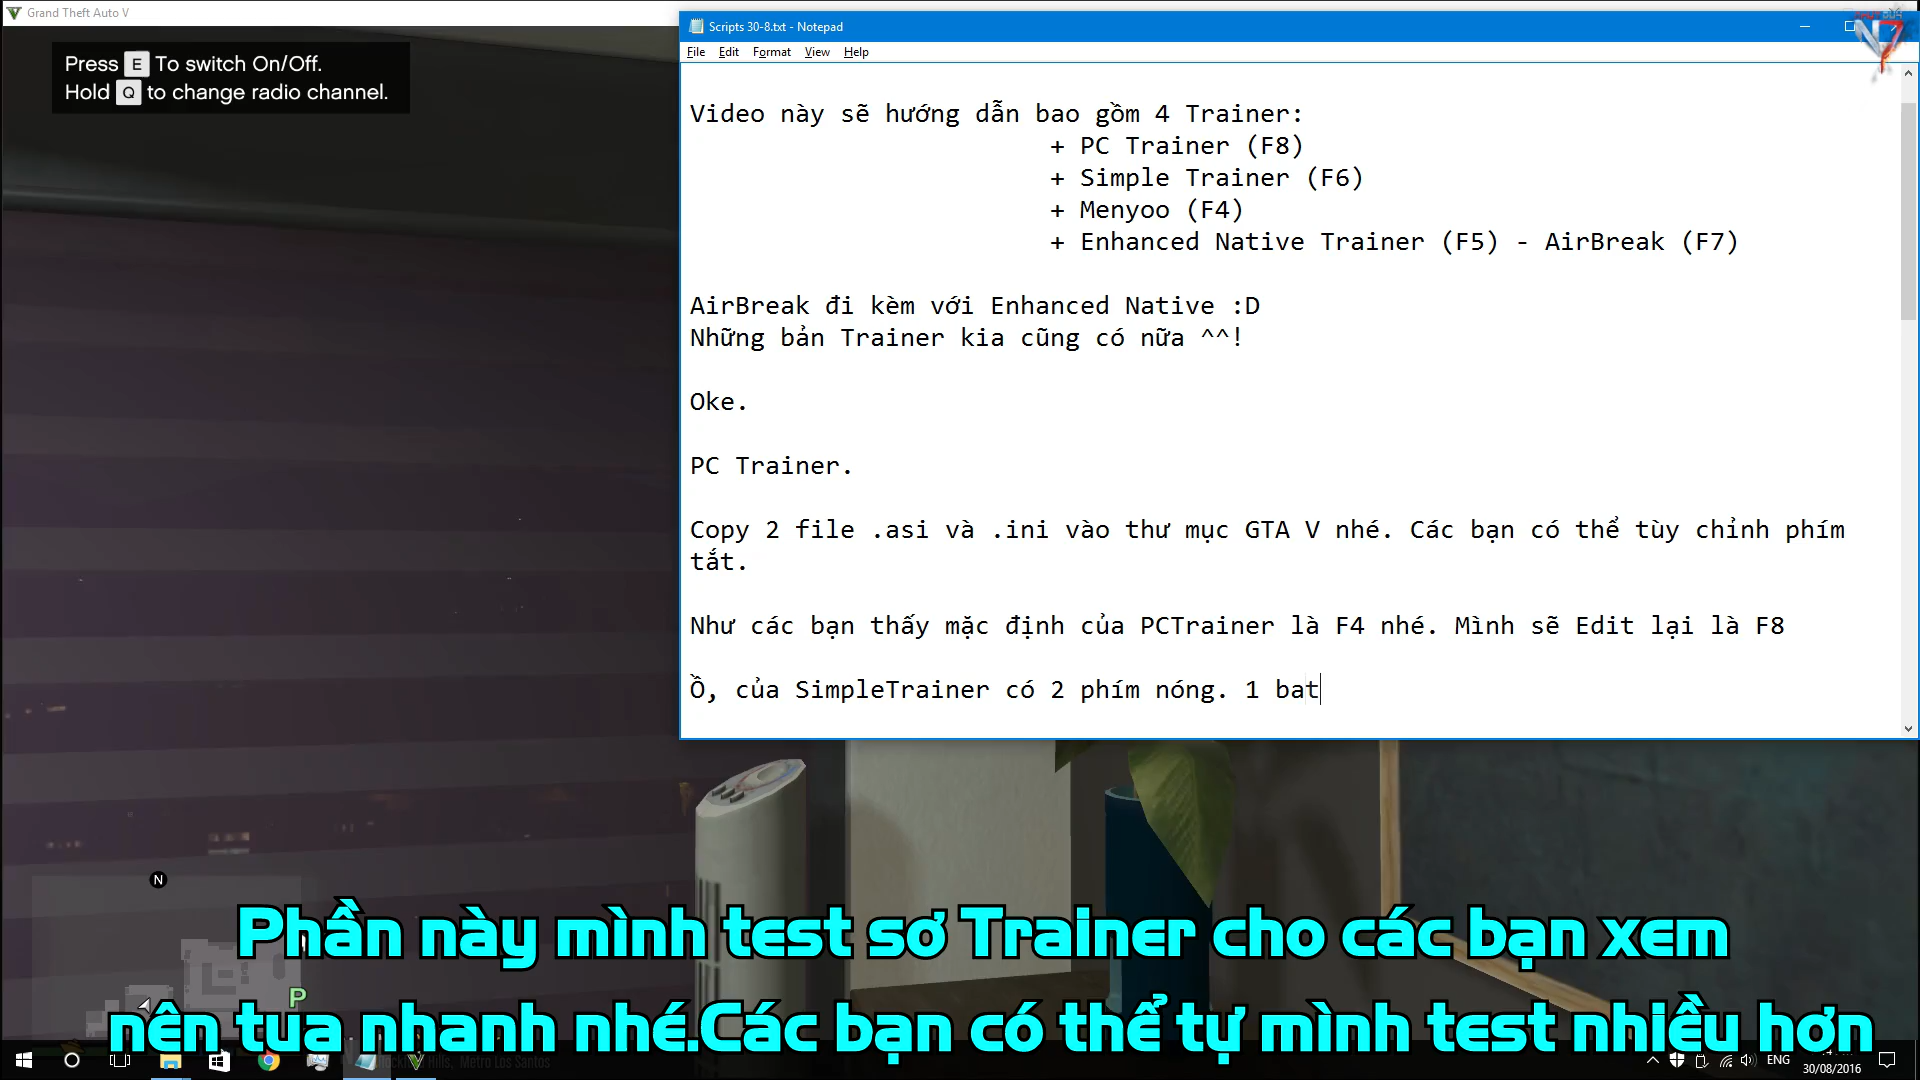 Grand Theft Auto V
Press E To switch On/Off.
Hold Q to change radio channel.
Scripts 30-8.txt - Notepad
File Edit Format View Help
Video này sẽ hướng dẫn bao gồm 4 Trainer:
+ PC Trainer (F8)
+ Simple Trainer (F6)
+ Menyoo (F4)
+ Enhanced Native Trainer (F5) - AirBreak (F7)
AirBreak đi kèm với Enhanced Native :D
Những bản Trainer kia cũng có nữa ^^!
Oke.
PC Trainer.
Copy 2 file .asi và .ini vào thư mục GTA V nhé. Các bạn có thể tùy chỉnh phím
tắt.
Như các bạn thấy mặc định của PCTrainer là F4 nhé. Mình sẽ Edit lại là F8
Ồ, của SimpleTrainer có 2 phím nóng. 1 bat
N
P
Phần này mình test sơ Trainer cho các bạn xem
nên tua nhanh nhé.Các bạn có thể tự mình test nhiều hơn
Hills, Metro Los Santos
ENG
30/08/2016